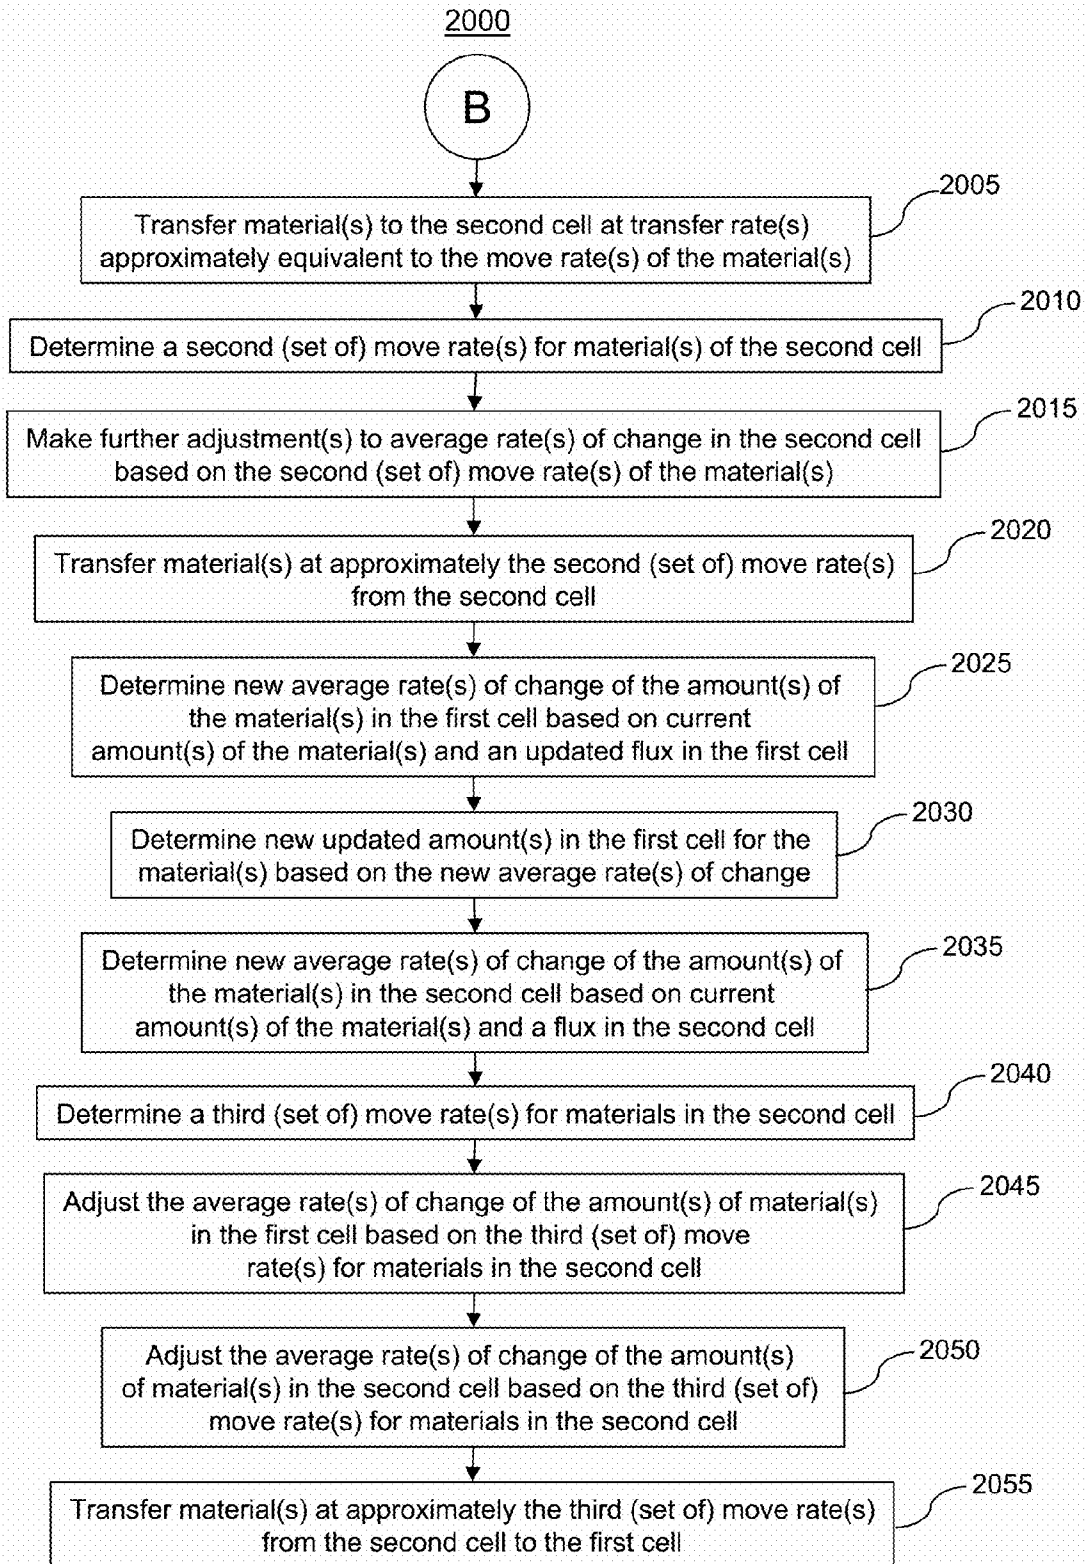 2000
B
2005
Transfer material(s) to the second cell at transfer rate(s)
approximately equivalent to the move rate(s) of the material(s)
2010
Determine a second (set of) move rate(s) for material(s) of the second cell
2015
Make further adjustment(s) to average rate(s) of change in the second cell
based on the second (set of) move rate(s) of the material(s)
2020
Transfer material(s) at approximately the second (set of) move rate(s)
from the second cell
2025
Determine new average rate(s) of change of the amount(s) of
the material(s) in the first cell based on current
amount(s) of the material(s) and an updated flux in the first cell
2030
Determine new updated amount(s) in the first cell for the
material(s) based on the new average rate(s) of change
2035
Determine new average rate(s) of change of the amount(s) of
the material(s) in the second cell based on current
amount(s) of the material(s) and a flux in the second cell
2040
Determine a third (set of) move rate(s) for materials in the second cell
2045
Adjust the average rate(s) of change of the amount(s) of material(s)
in the first cell based on the third (set of) move
rate(s) for materials in the second cell
2050
Adjust the average rate(s) of change of the amount(s)
of material(s) in the second cell based on the third (set of)
move rate(s) for materials in the second cell
2055
Transfer material(s) at approximately the third (set of) move rate(s)
from the second cell to the first cell